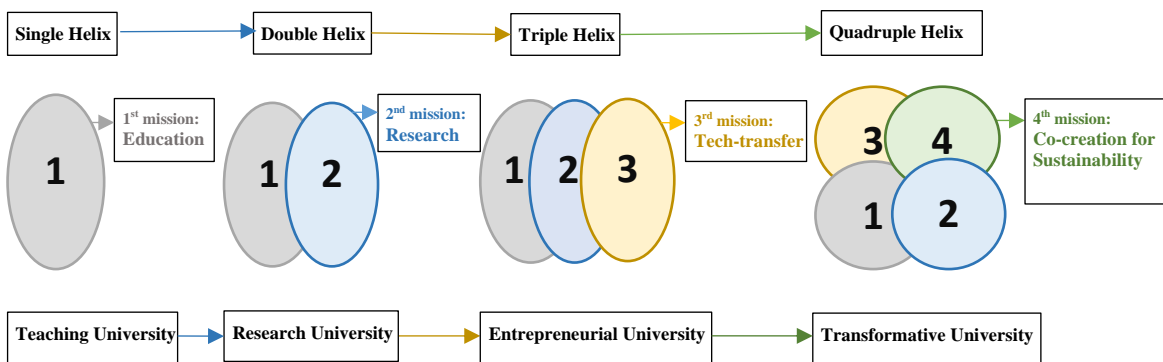 Single Helix
Double Helix
Triple Helix
Quadruple Helix
1
1st mission:
Education
1
2
2nd mission:
Research
1
2
3
3rd mission:
Tech-transfer
3
4
1
2
4th mission:
Co-creation for
Sustainability
Teaching University
Research University
Entrepreneurial University
Transformative University